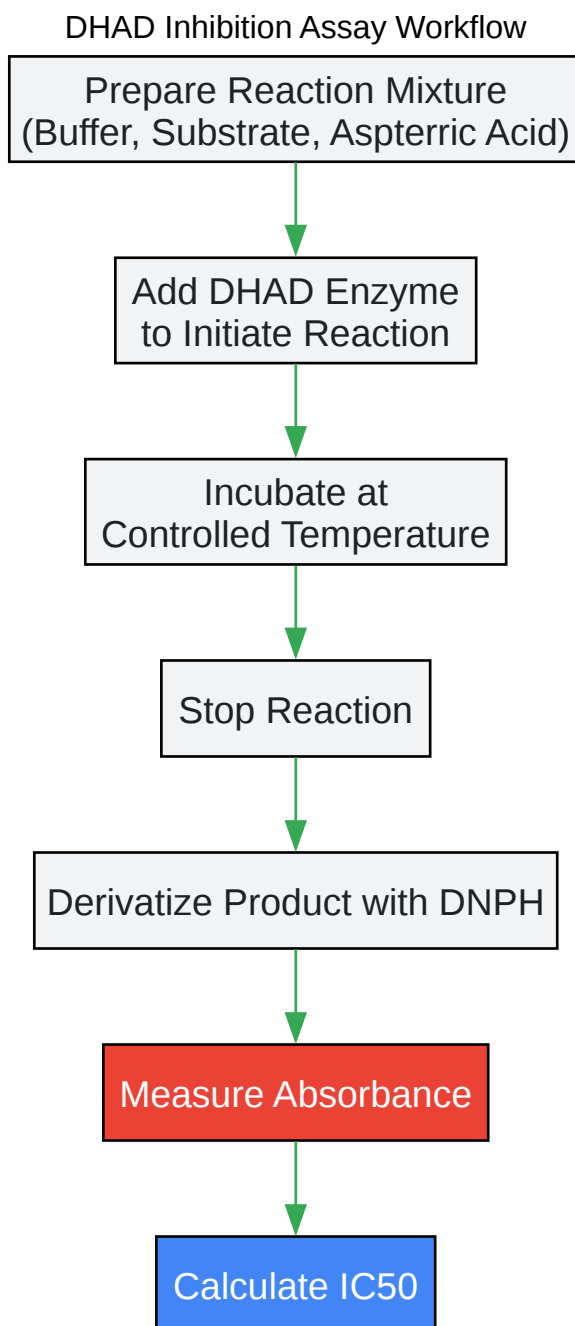 DHAD Inhibition Assay Workflow
Prepare Reaction Mixture
(Buffer, Substrate, Aspterric Acid)
Add DHAD Enzyme
to Initiate Reaction
Incubate at
Controlled Temperature
Stop Reaction
Derivatize Product with DNPH
Measure Absorbance
Calculate IC50